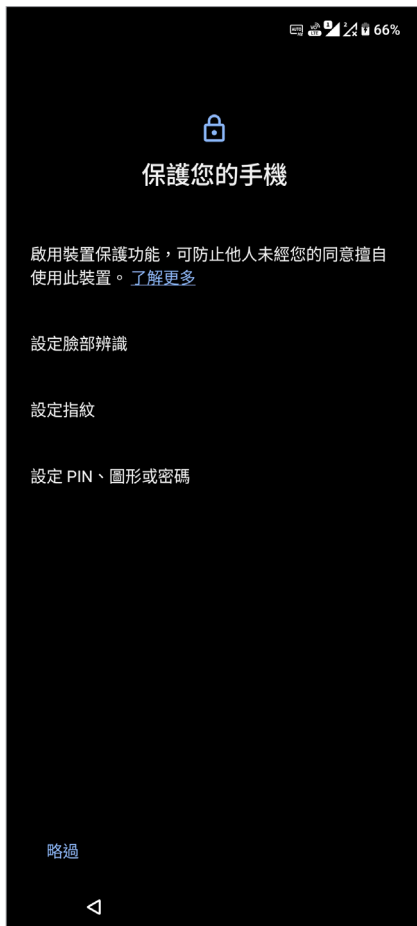 66%
保護您的手機
啟用裝置保護功能，可防止他人未經您的同意擅自
使用此裝置。 了解更多
設定臉部辨識
設定指紋
設定 PIN、圖形或密碼
略過